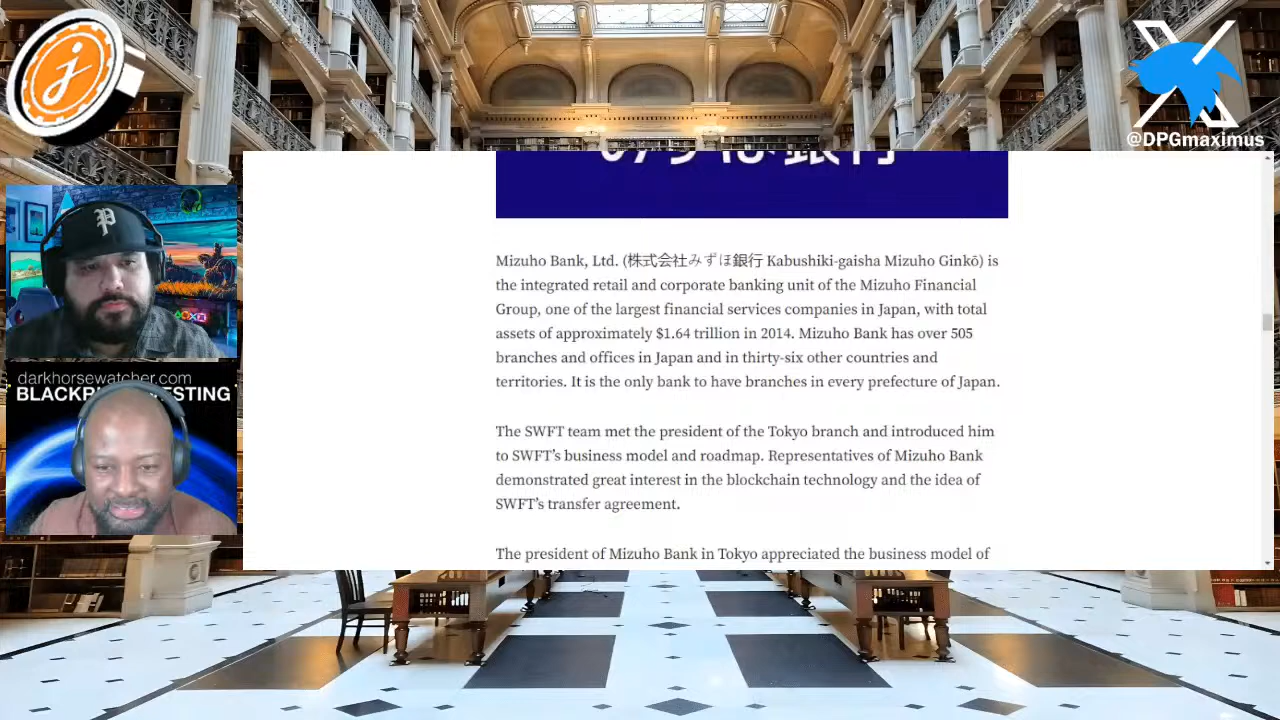 @DPGmaximus
みずほ銀行
Mizuho Bank, Ltd. (株式会社みずほ銀行 Kabushiki-gaisha Mizuho Ginkō) is
the integrated retail and corporate banking unit of the Mizuho Financial
Group, one of the largest financial services companies in Japan, with total
assets of approximately $1.64 trillion in 2014. Mizuho Bank has over 505
branches and offices in Japan and in thirty-six other countries and
territories. It is the only bank to have branches in every prefecture of Japan.
The SWFT team met the president of the Tokyo branch and introduced him
to SWFT’s business model and roadmap. Representatives of Mizuho Bank
demonstrated great interest in the blockchain technology and the idea of
SWFT’s transfer agreement.
The president of Mizuho Bank in Tokyo appreciated the business model of
darkhorsewatcher.com